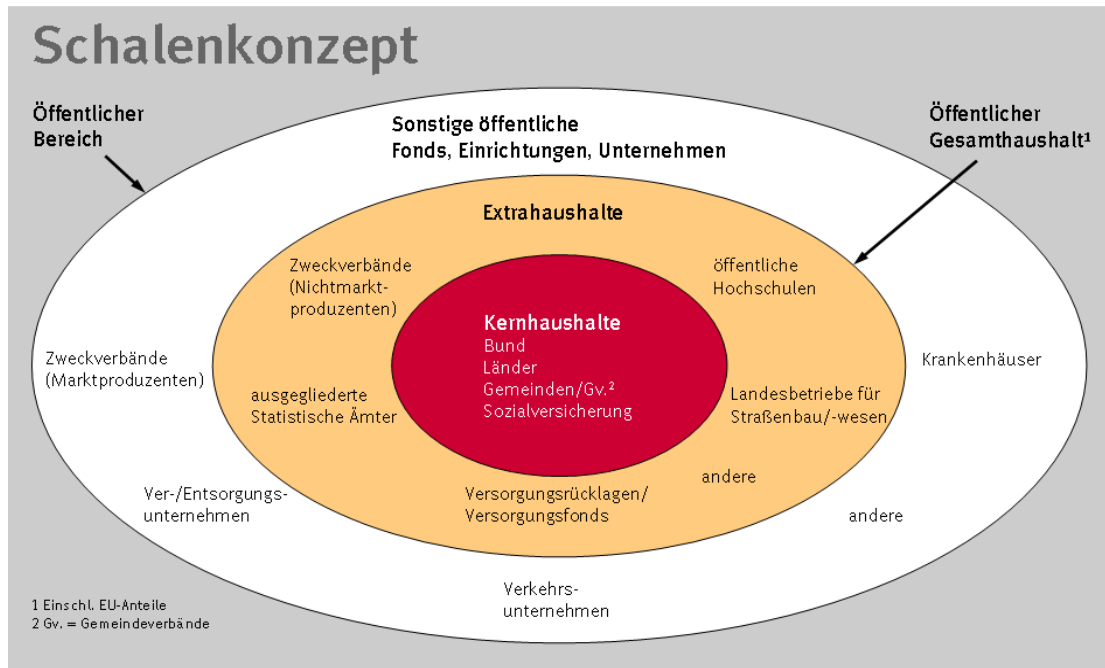 Schalenkonzept
Öffentlicher
Bereich
Sonstige öffentliche
Fonds, Einrichtungen, Unternehmen
Öffentlicher
Gesamthaushalt¹
Extrahaushalte
Zweckverbände
(Nichtmarkt-
produzenten)
öffentliche
Hochschulen
Kernhaushalte
Bund
Länder
Gemeinden/Gv.²
Sozialversicherung
Zweckverbände
(Marktproduzenten)
Krankenhäuser
ausgegliederte
Statistische Ämter
Landesbetriebe für
Straßenbau/-wesen
andere
Ver-/Entsorgungs-
unternehmen
Versorgungsrücklagen/
Versorgungsfonds
andere
Verkehrs-
unternehmen
1 Einschl. EU-Anteile
2 Gv. = Gemeindeverbände